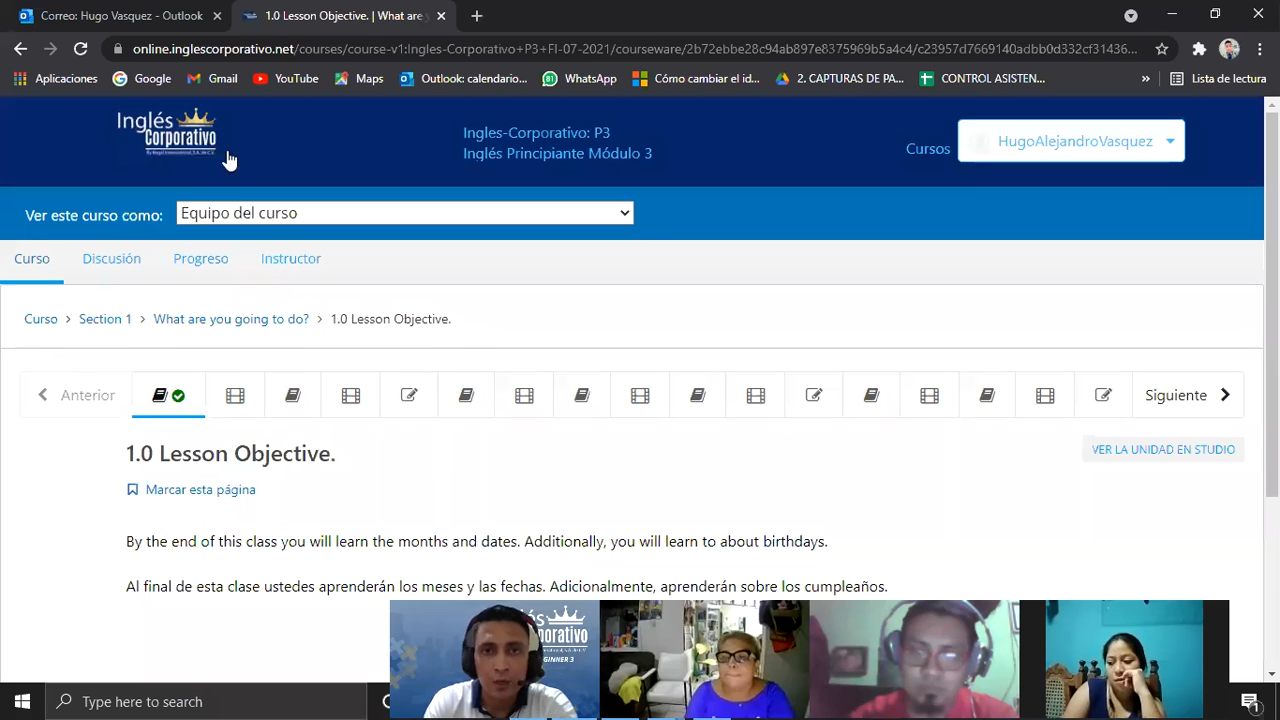 Correo: Hugo Vasquez - Outlook
1.0 Lesson Objective. | What are
online.inglescorporativo.net/courses/course-v1:Ingles-Corporativo+P3+FI-07-2021/courseware/2b72ebbe28c94ab897e8375969b5a4c4/c23957d7669140adbb0d332cf31436...
Aplicaciones
Google
Gmail
YouTube
Maps
Outlook: calendario...
WhatsApp
Cómo cambiar el id...
2. CAPTURAS DE PA...
CONTROL ASISTEN...
»
Lista de lectura
Inglés
Corporativo
Ingles-Corporativo: P3
Inglés Principiante Módulo 3
Cursos
HugoAlejandroVasquez
Ver este curso como:
Equipo del curso
Curso
Discusión
Progreso
Instructor
Curso > Section 1 > What are you going to do? > 1.0 Lesson Objective.
Anterior
Siguiente
1.0 Lesson Objective.
VER LA UNIDAD EN STUDIO
Marcar esta página
By the end of this class you will learn the months and dates. Additionally, you will learn to about birthdays.
Al final de esta clase ustedes aprenderán los meses y las fechas. Adicionalmente, aprenderán sobre los cumpleaños.
Type here to search